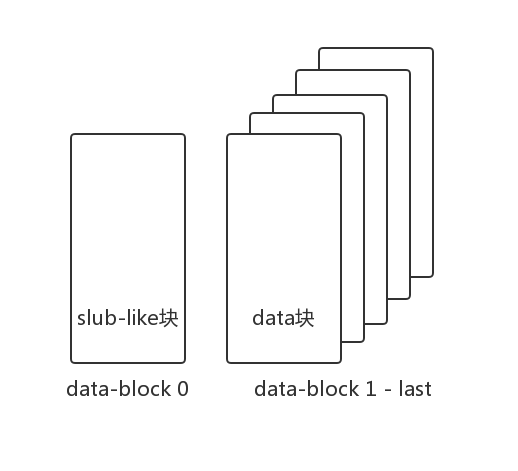 slub-like块
data块
data-block 0
data-block 1 - last